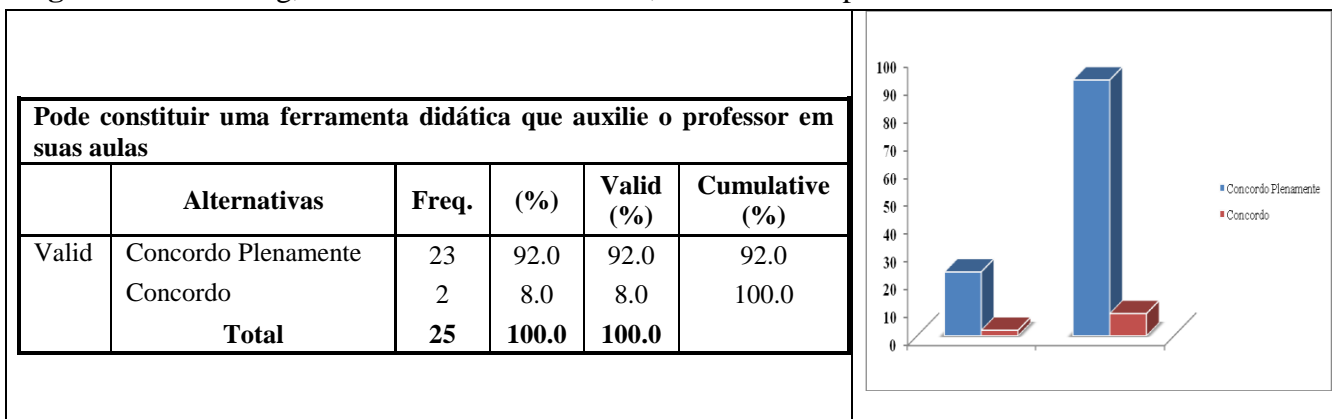 Pode constituir uma ferramenta didática que auxilie o professor em
suas aulas
Alternativas Freq. (%) Valid (%) Cumulative (%)
Valid Concordo Plenamente 23 92.0 92.0 92.0
Concordo 2 8.0 8.0 100.0
Total 25 100.0 100.0
100
90
80
70
60
50
40
30
20
10
0
Concordo Plenamente
Concordo